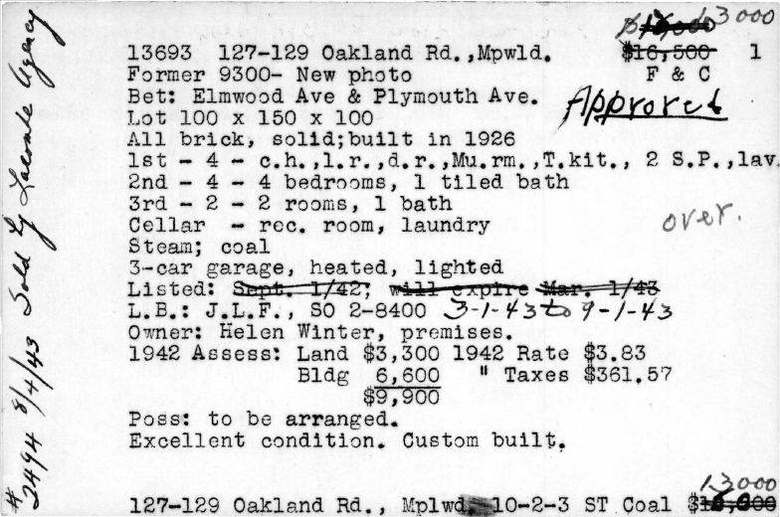 13000
13693 127-129 Oakland Rd.,Mpwld. $16,500 1
Former 9300- New photo F & C
Bet: Elmwood Ave & Plymouth Ave. Approved
Lot 100 x 150 x 100
All brick, solid;built in 1926
1st - 4 - c.h.,l.r.,d.r.,Mu.rm.,T.kit., 2 S.P.,lav.
2nd - 4 - 4 bedrooms, 1 tiled bath
3rd - 2 - 2 rooms, 1 bath
Cellar - rec. room, laundry over.
Steam; coal
3-car garage, heated, lighted
Listed: Sept. 1/42; will expire Mar. 1/43
L.B.: J.L.F., SO 2-8400 3-1-43 to 9-1-43
Owner: Helen Winter, premises.
1942 Assess: Land $3,300 1942 Rate $3.83
Bldg 6,600 " Taxes $361.57
$9,900
Poss: to be arranged.
Excellent condition. Custom built.
13000
127-129 Oakland Rd., Mplwd. 10-2-3 ST Coal
#2494 8/4/43 Sold by Lacombe Agency